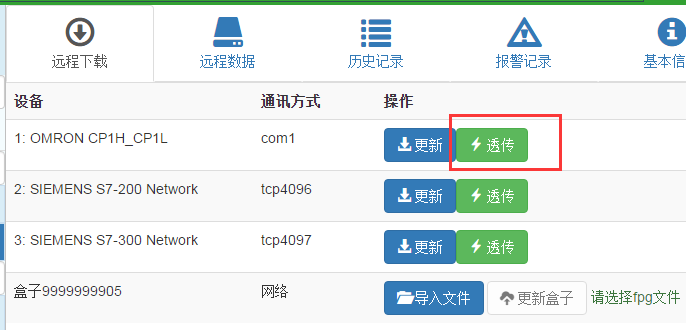 远程下载 远程数据 历史记录 报警记录 基本信
设备 通讯方式 操作
1: OMRON CP1H_CP1L com1 更新 透传
2: SIEMENS S7-200 Network tcp4096 更新 透传
3: SIEMENS S7-300 Network tcp4097 更新 透传
盒子9999999905 网络 导入文件 更新盒子 请选择fpg文件